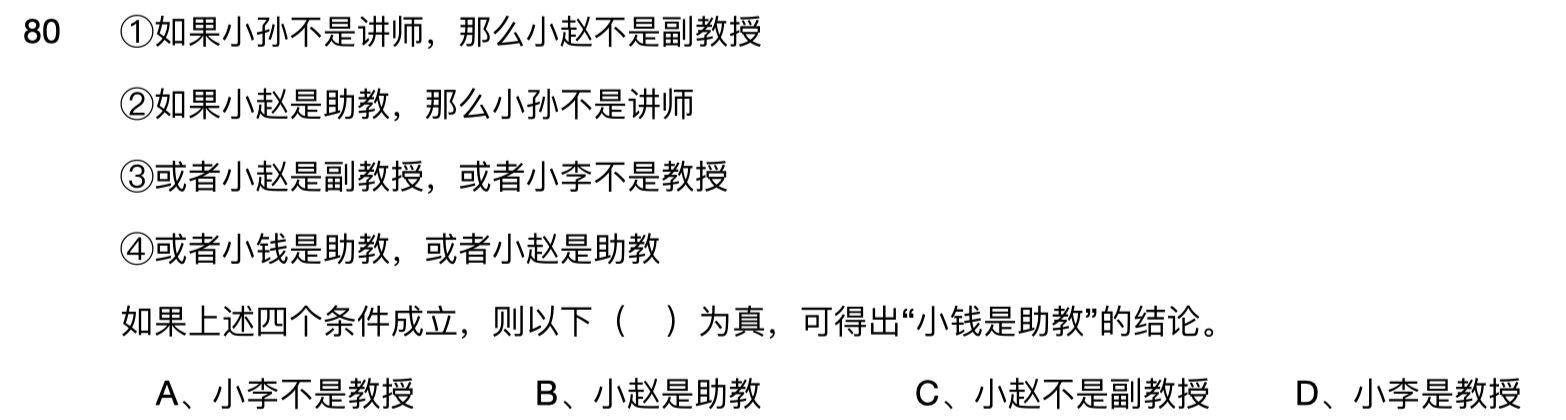 80 ①如果小孙不是讲师，那么小赵不是副教授
②如果小赵是助教，那么小孙不是讲师
③或者小赵是副教授，或者小李不是教授
④或者小钱是助教，或者小赵是助教
如果上述四个条件成立，则以下（ ）为真，可得出“小钱是助教”的结论。
A、小李不是教授 B、小赵是助教 C、小赵不是副教授 D、小李是教授